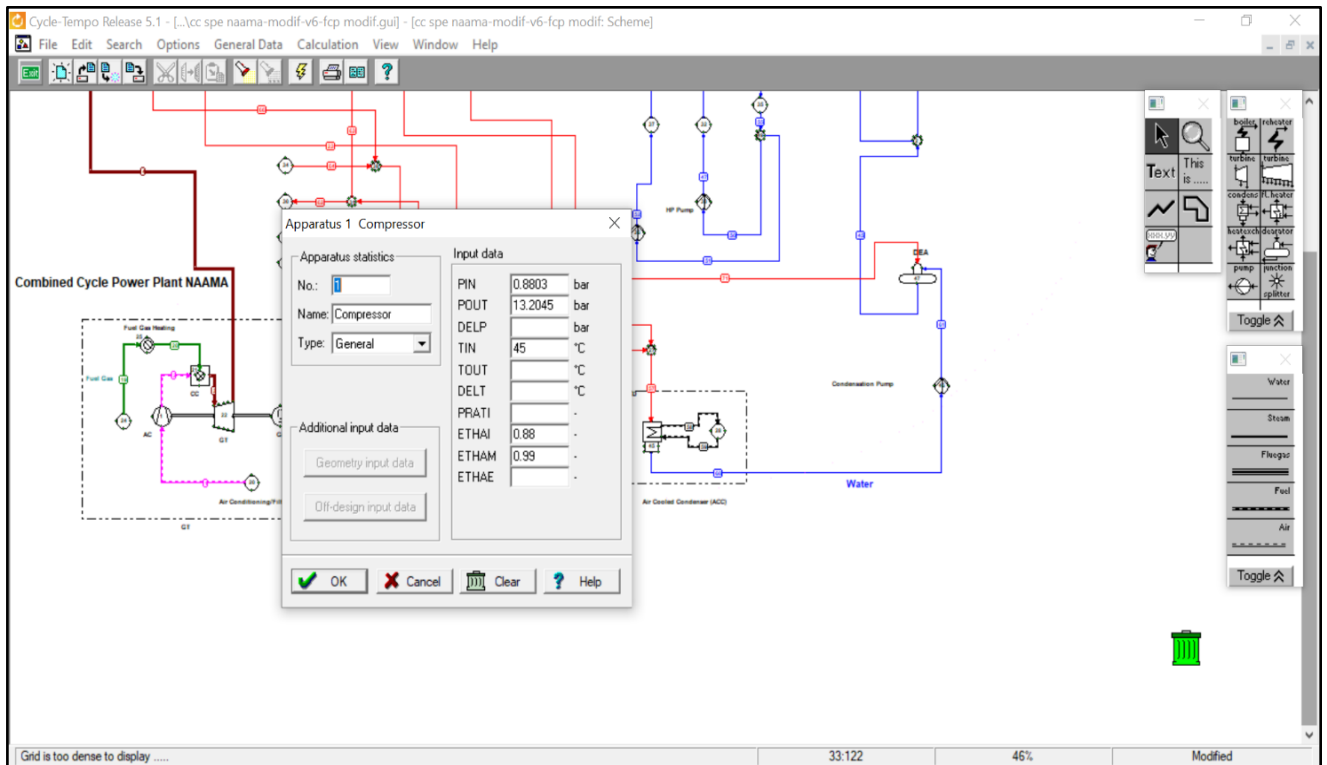 Cycle-Tempo Release 5.1 - [...\cc spe naama-modif-v6-fcp modif.gui] - [cc spe naama-modif-v6-fcp modif: Scheme]
File Edit Search Options General Data Calculation View Window Help
Exit
Combined Cycle Power Plant NAAMA
Fuel Gas Heating
Fuel Gas
CC
AC
GT
Air Conditioning/Fil
GT
HP Pump
DEA
Condensation Pump
Air Cooled Condenser (ACC)
Water
Apparatus 1 Compressor
Apparatus statistics
No.: 1
Name: Compressor
Type: General
Additional input data
Geometry input data
Off-design input data
Input data
PIN 0.8803 bar
POUT 13.2045 bar
DELP bar
TIN 45 °C
TOUT °C
DELT °C
PRATI -
ETHAI 0.88 -
ETHAM 0.99 -
ETHAE -
OK Cancel Clear Help
Text This is .....
boiler reheater
turbine turbine
condens fl.heater
heatexch deaerator
pump junction
splitter
Toggle
Water
Steam
Fluegas
Fuel
Air
Toggle
Grid is too dense to display ..... 33:122 46% Modified